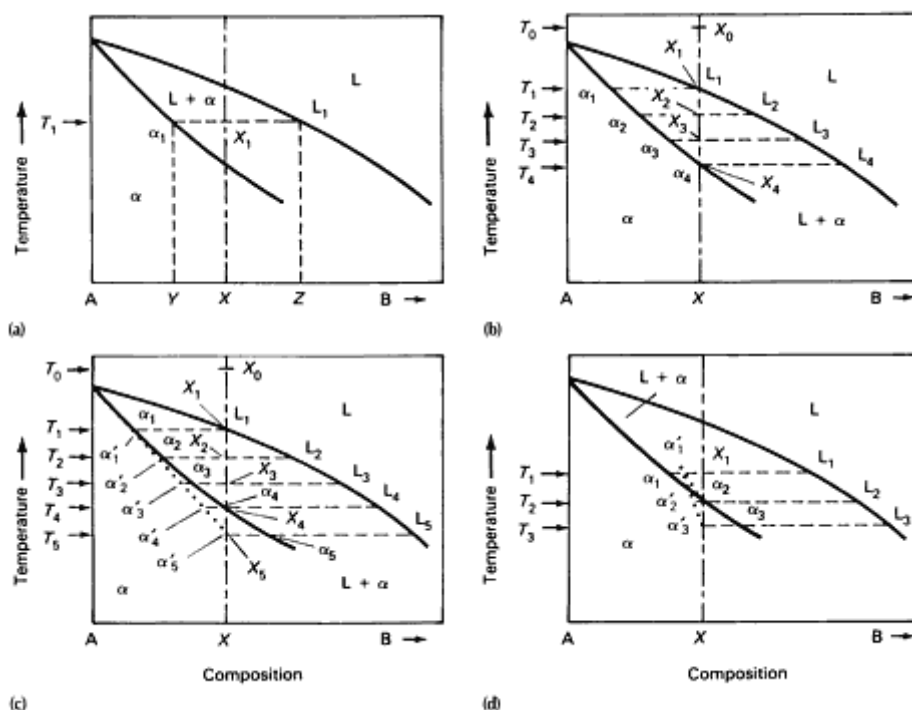 (a)
Temperature
T₁
L
L + α
L₁
α₁
X₁
α
A
Y
X
Z
B
(b)
Temperature
T₀
X₀
X₁
L₁
L
T₁
α₁
X₂
L₂
T₂
α₂
X₃
L₃
T₃
α₃
L₄
T₄
α₄
X₄
α
L + α
A
X
B
(c)
Temperature
T₀
X₀
X₁
L₁
L
T₁
α₁
α′₁
α₂
X₂
L₂
T₂
α′₂
α₃
X₃
L₃
T₃
α′₃
α₄
L₄
T₄
α′₄
X₄
L₅
T₅
α′₅
X₅
α₅
α
L + α
A
X
B
Composition
(d)
Temperature
L + α
L
α′₁
X₁
T₁
α₁
L₁
α₂
T₂
α′₂
L₂
α′₃
α₃
T₃
L₃
α
A
X
B
Composition